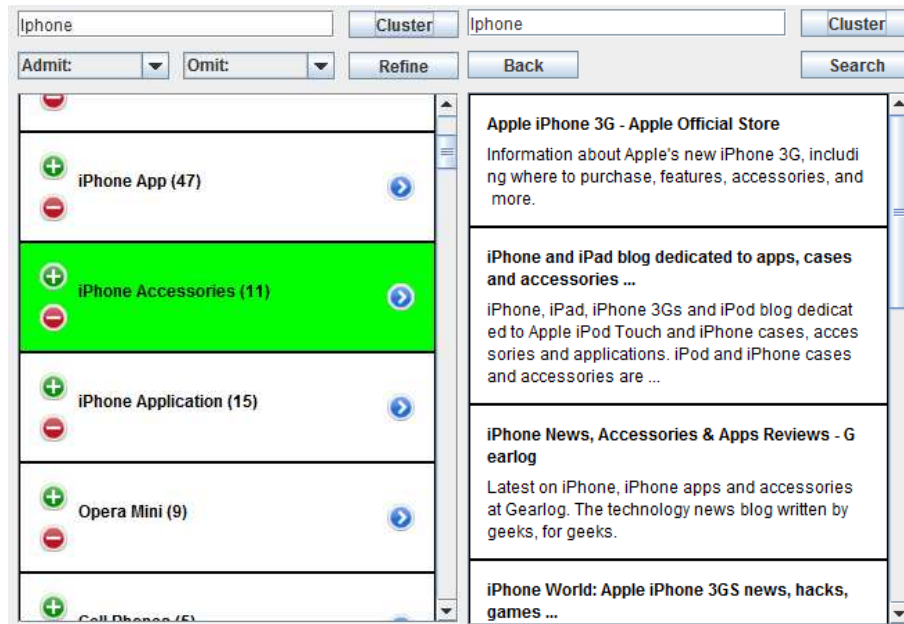 Iphone
Cluster
Admit:
Omit:
Refine
iPhone App (47)
iPhone Accessories (11)
iPhone Application (15)
Opera Mini (9)
Cell Phones (5)
Iphone
Cluster
Back
Search
Apple iPhone 3G - Apple Official Store
Information about Apple's new iPhone 3G, includi
ng where to purchase, features, accessories, and
more.
iPhone and iPad blog dedicated to apps, cases
and accessories ...
iPhone, iPad, iPhone 3Gs and iPod blog dedicat
ed to Apple iPod Touch and iPhone cases, acces
sories and applications. iPod and iPhone cases
and accessories are ...
iPhone News, Accessories & Apps Reviews - G
earlog
Latest on iPhone, iPhone apps and accessories
at Gearlog. The technology news blog written by
geeks, for geeks.
iPhone World: Apple iPhone 3GS news, hacks,
games ...